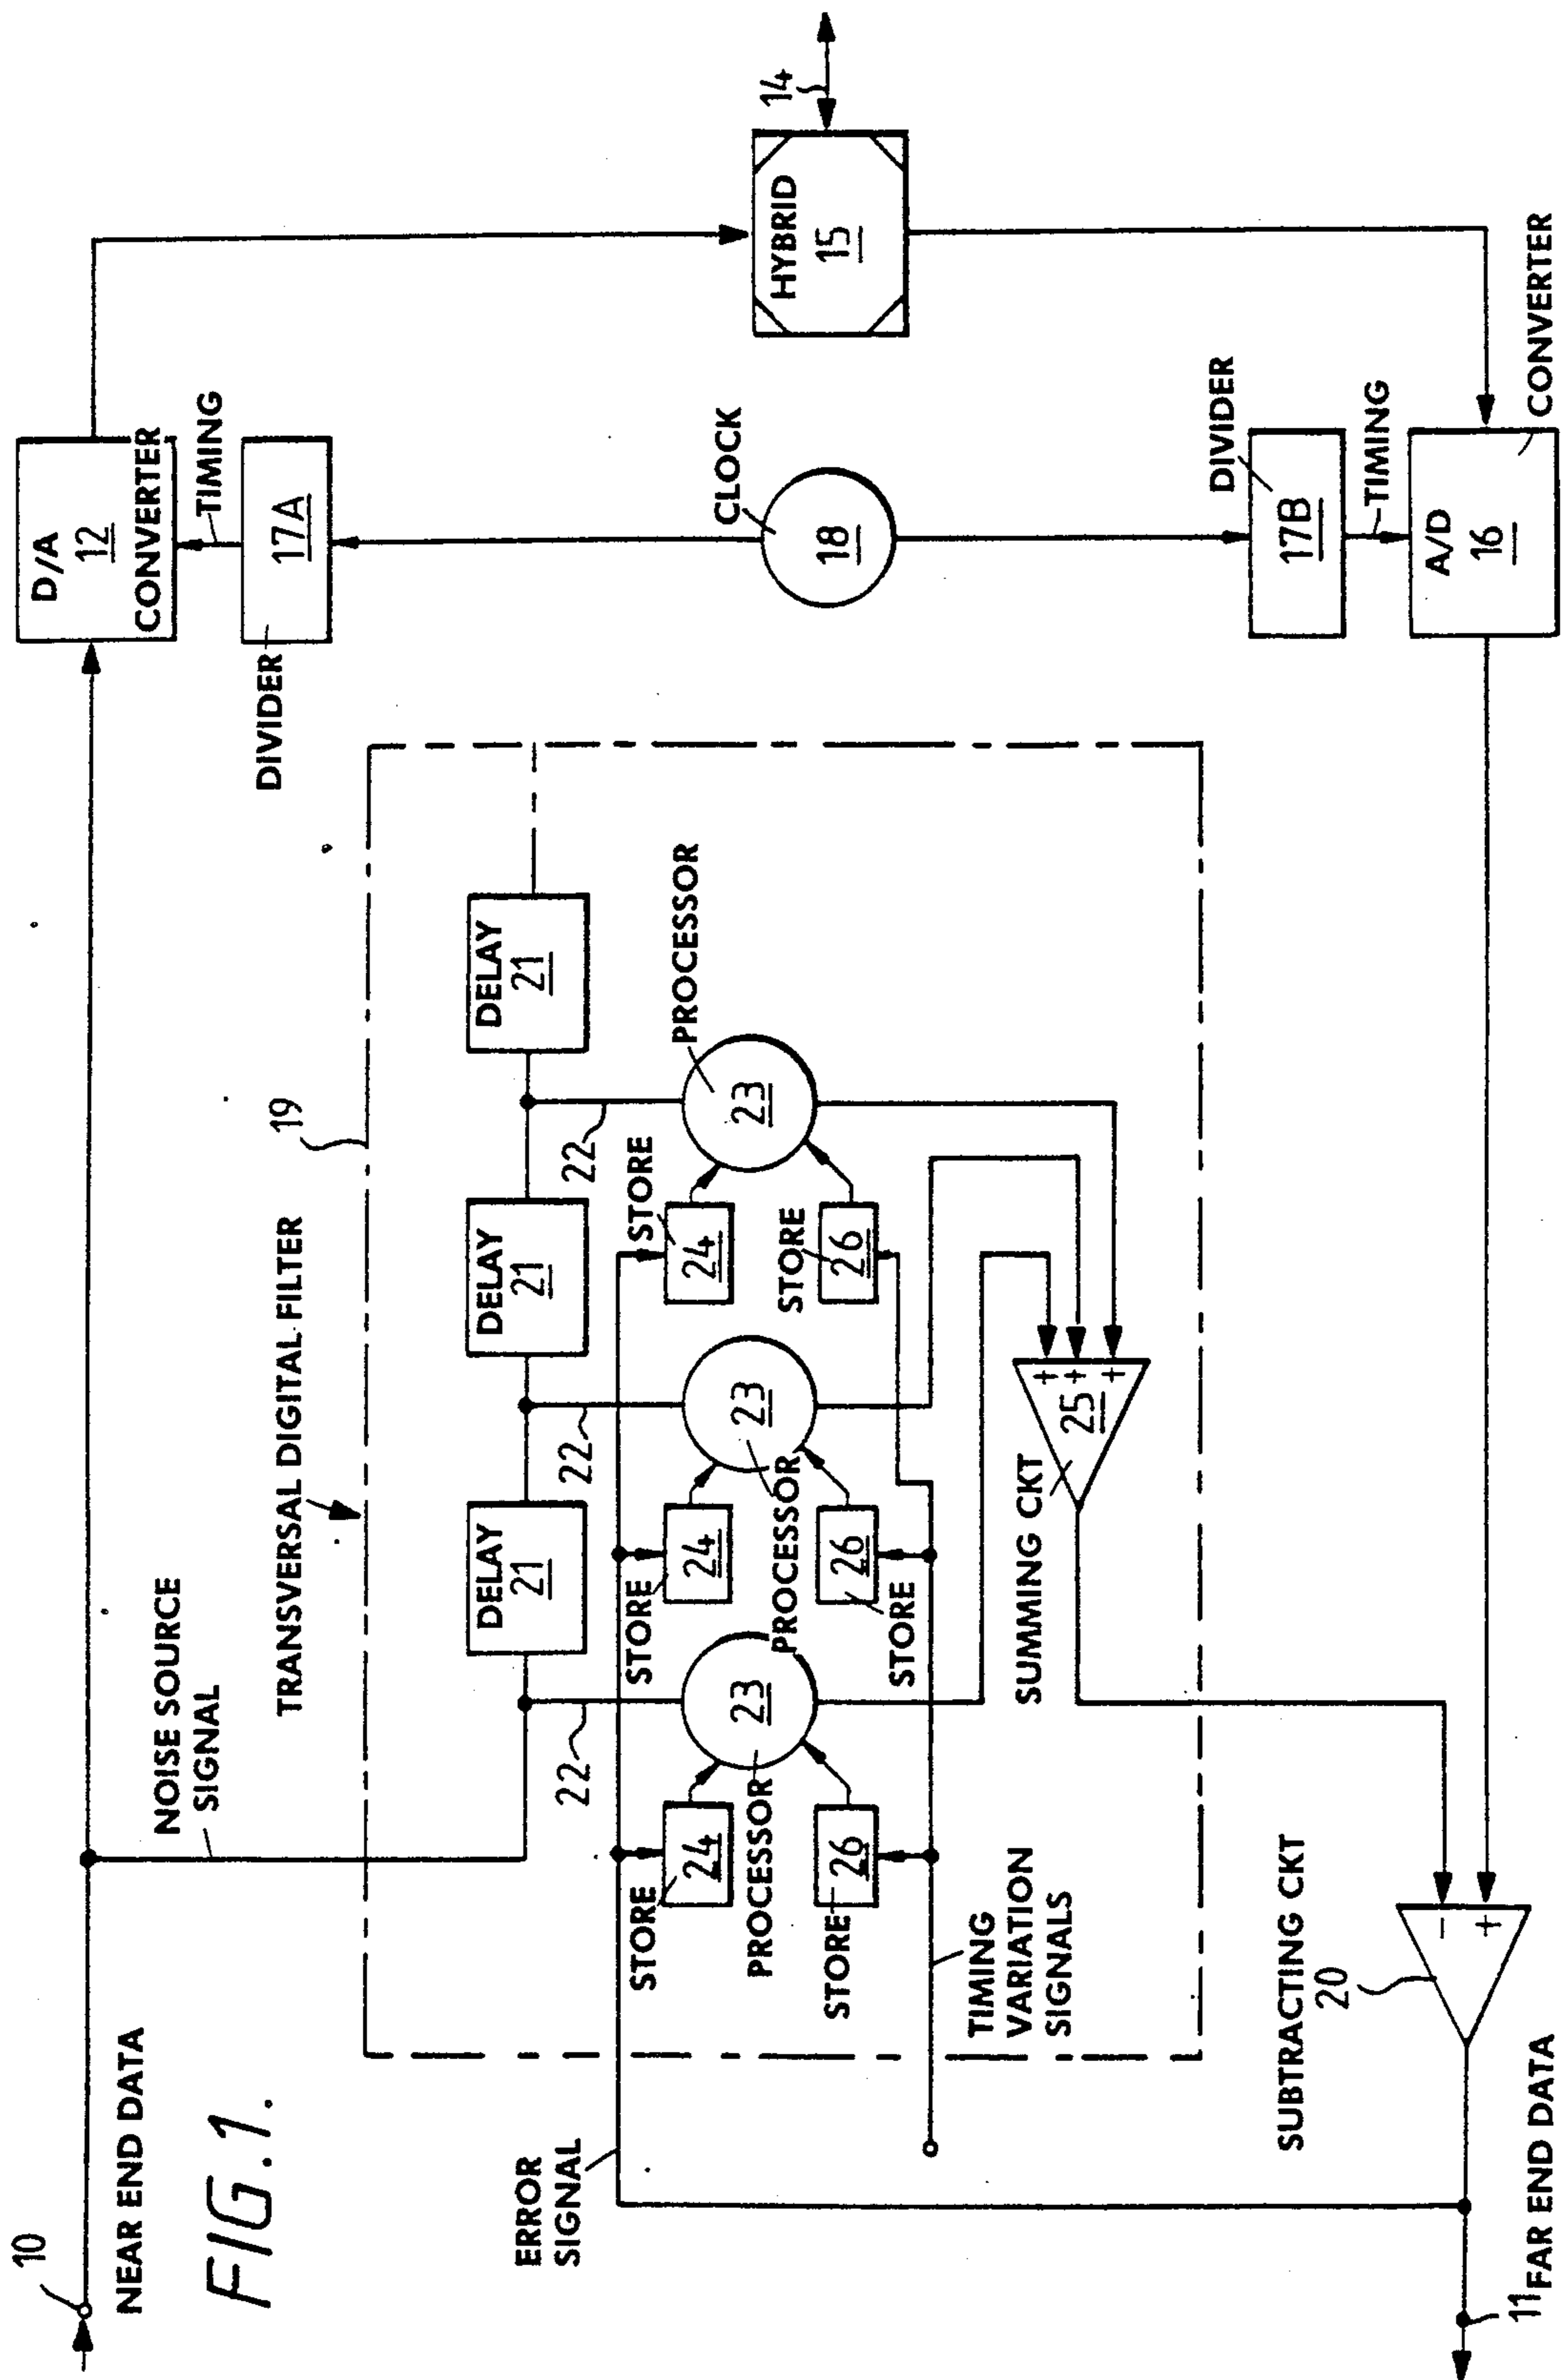 10
NEAR END DATA
FIG.1.
NOISE SOURCE
SIGNAL
D/A
12
CONVERTER
TIMING
17A
DIVIDER
TRANSVERSAL DIGITAL FILTER
19
DELAY
21
DELAY
21
DELAY
21
22
22
22
ERROR
SIGNAL
STORE
24
STORE
24
STORE
24
PROCESSOR
23
PROCESSOR
23
PROCESSOR
23
STORE
26
STORE
26
STORE
26
TIMING
VARIATION
SIGNALS
SUMMING CKT
25
+
+
+
CLOCK
18
HYBRID
15
14
DIVIDER
17B
TIMING
A/D
16
CONVERTER
SUBTRACTING CKT
20
-
+
11
FAR END DATA